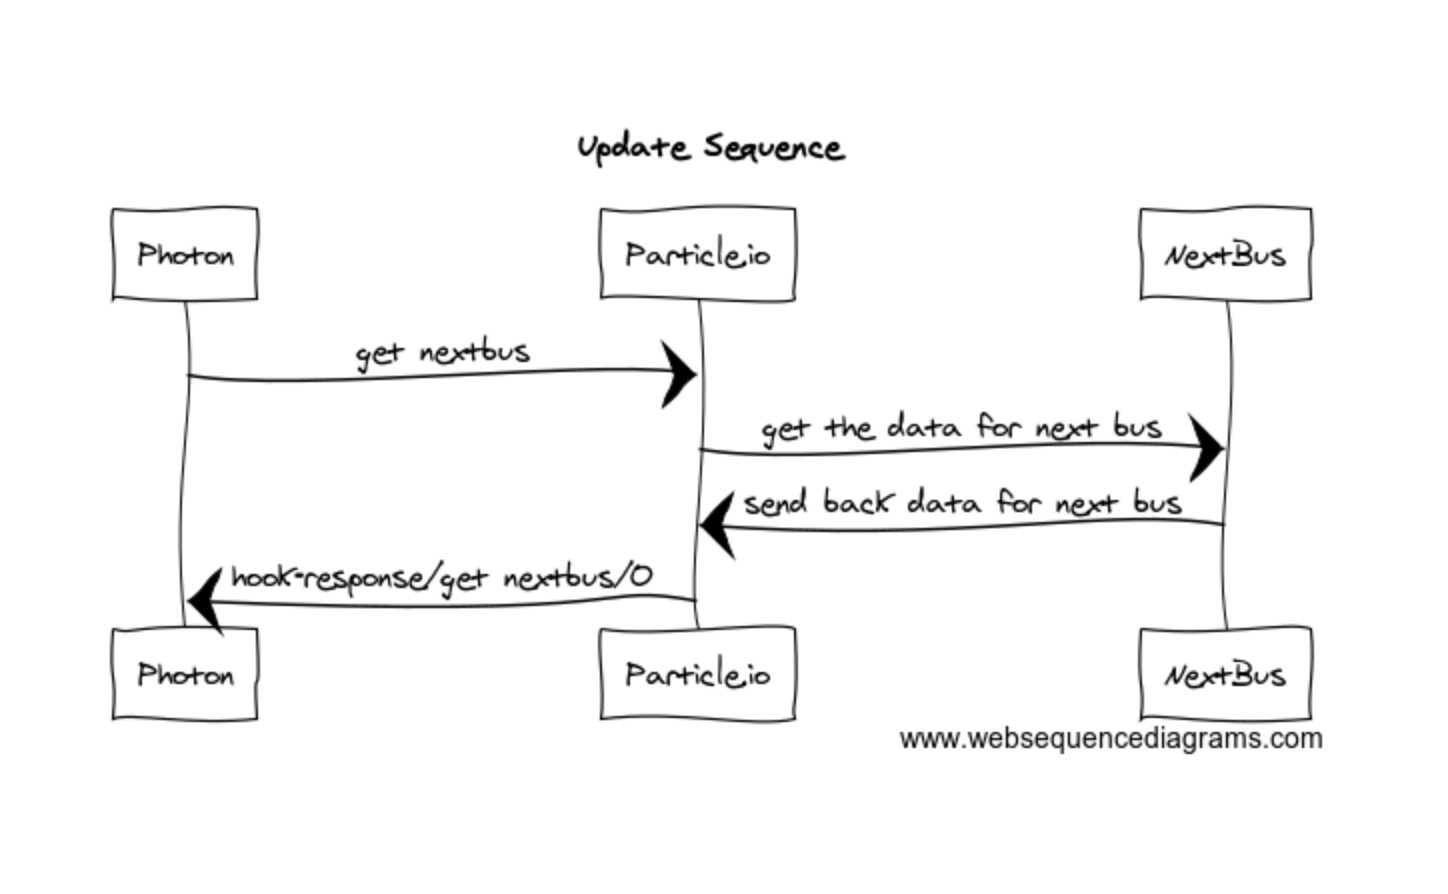 Update Sequence
Photon
Particle.io
NextBus
get nextbus
get the data for next bus
send back data for next bus
hook-response/get nextbus/0
Photon
Particle.io
NextBus
www.websequencediagrams.com